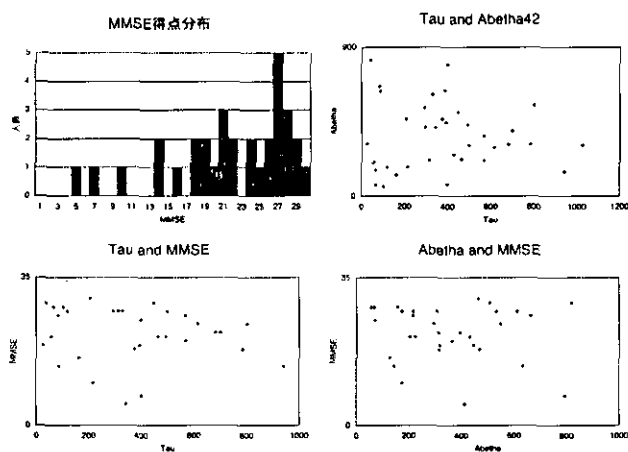 MMSE得点分布
5
4
3
2
1
0
人数
1 3 5 7 9 11 13 15 17 19 21 23 25 27 29
MMSE
Tau and Abetha42
900
0
Abetha
0 200 400 600 800 1000 1200
Tau
Tau and MMSE
35
0
MMSE
0 200 400 600 800 1000
Tau
Abetha and MMSE
35
0
MMSE
0 200 400 600 800 1000
Abetha